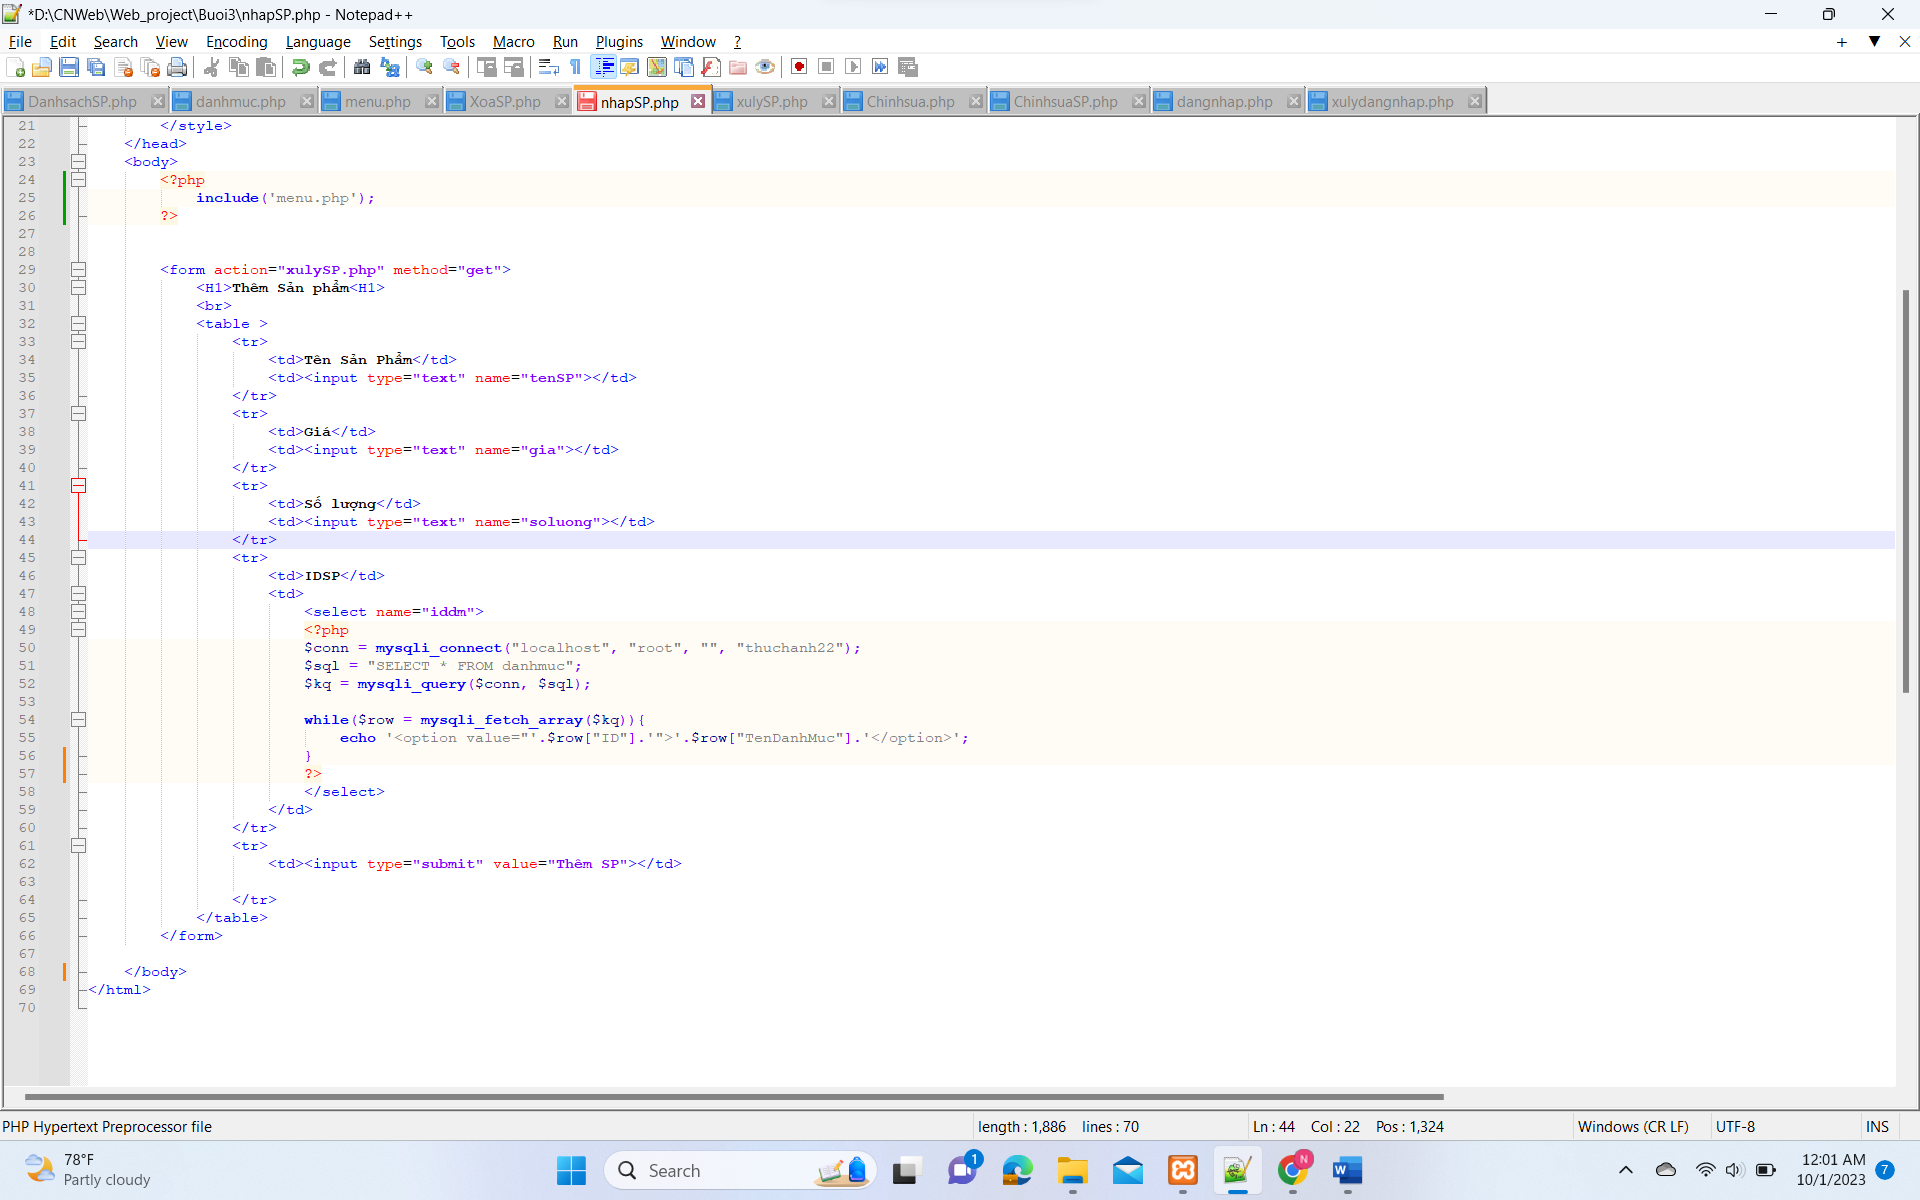 *D:\CNWeb\Web_project\Buoi3\nhapSP.php - Notepad++
File Edit Search View Encoding Language Settings Tools Macro Run Plugins Window ?
DanhsachSP.php danhmuc.php menu.php XoaSP.php nhapSP.php xulySP.php Chinhsua.php ChinhsuaSP.php dangnhap.php xulydangnhap.php
21 </style>
22 </head>
23 <body>
24 <?php
25 include('menu.php');
26 ?>
27
28
29 <form action="xulySP.php" method="get">
30 <H1>Thêm Sản phẩm<H1>
31 <br>
32 <table >
33 <tr>
34 <td>Tên Sản Phẩm</td>
35 <td><input type="text" name="tenSP"></td>
36 </tr>
37 <tr>
38 <td>Giá</td>
39 <td><input type="text" name="gia"></td>
40 </tr>
41 <tr>
42 <td>Số lượng</td>
43 <td><input type="text" name="soluong"></td>
44 </tr>
45 <tr>
46 <td>IDSP</td>
47 <td>
48 <select name="iddm">
49 <?php
50 $conn = mysqli_connect("localhost", "root", "", "thuchanh22");
51 $sql = "SELECT * FROM danhmuc";
52 $kq = mysqli_query($conn, $sql);
53
54 while($row = mysqli_fetch_array($kq)){
55 echo '<option value="'.$row["ID"].'">'.$row["TenDanhMuc"].'</option>';
56 }
57 ?>
58 </select>
59 </td>
60 </tr>
61 <tr>
62 <td><input type="submit" value="Thêm SP"></td>
63
64 </tr>
65 </table>
66 </form>
67
68 </body>
69 </html>
70
PHP Hypertext Preprocessor file length : 1,886 lines : 70 Ln : 44 Col : 22 Pos : 1,324 Windows (CR LF) UTF-8 INS
78°F
Partly cloudy
Search
1
N
12:01 AM
10/1/2023
7